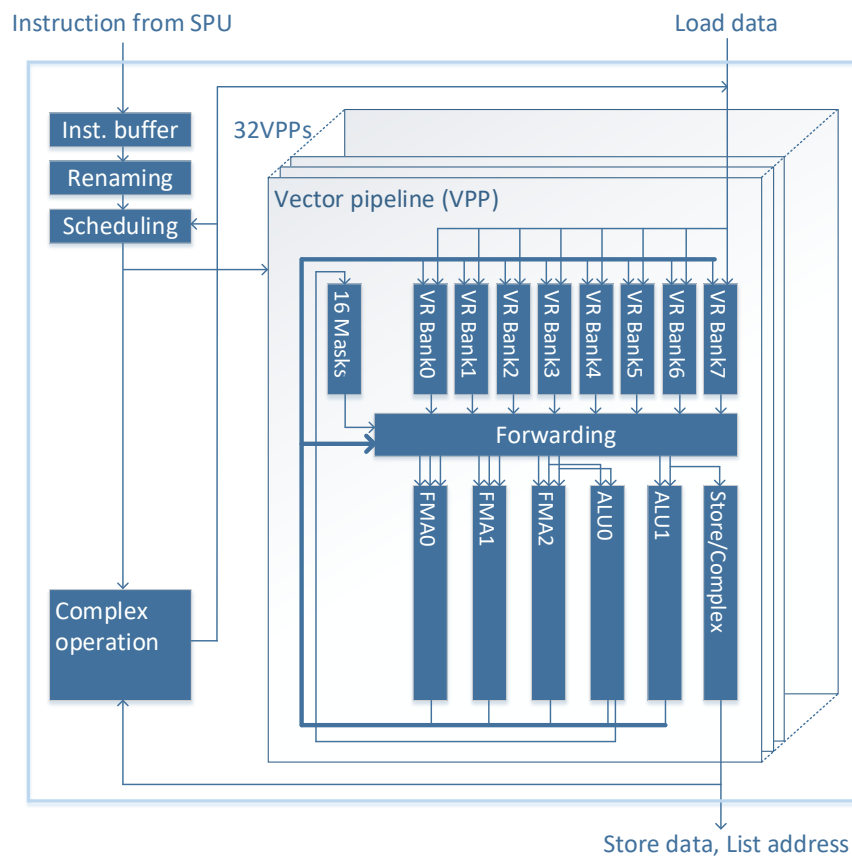 Instruction from SPU
Load data
Inst. buffer
32VPPs
Renaming
Vector pipeline (VPP)
Scheduling
16 Masks
VR Bank0
VR Bank1
VR Bank2
VR Bank3
VR Bank4
VR Bank5
VR Bank6
VR Bank7
Forwarding
FMA0
FMA1
FMA2
ALU0
ALU1
Store/Complex
Complex
operation
Store data, List address